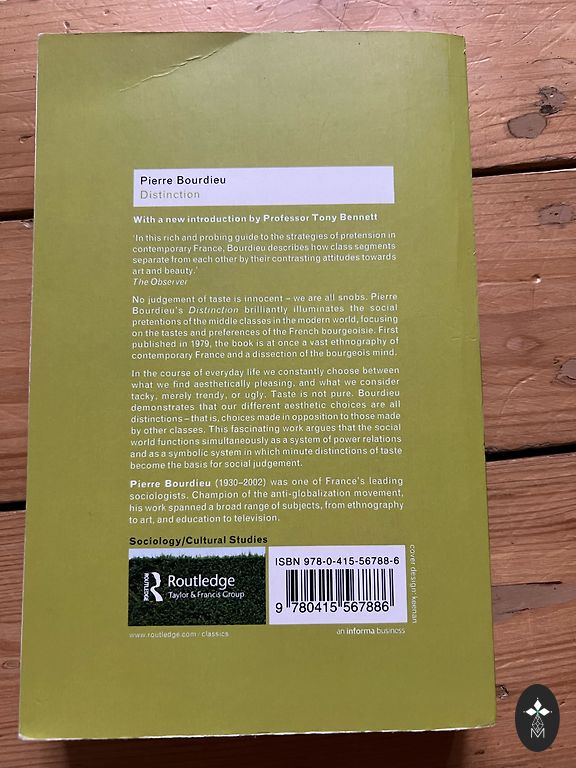 Pierre Bourdieu
Distinction
With a new introduction by Professor Tony Bennett
'In this rich and probing guide to the strategies of pretension in
contemporary France, Bourdieu describes how class segments
separate from each other by their contrasting attitudes towards
art and beauty.'
The Observer
No judgement of taste is innocent – we are all snobs. Pierre
Bourdieu's Distinction brilliantly illuminates the social
pretentions of the middle classes in the modern world, focusing
on the tastes and preferences of the French bourgeoisie. First
published in 1979, the book is at once a vast ethnography of
contemporary France and a dissection of the bourgeois mind.
In the course of everyday life we constantly choose between
what we find aesthetically pleasing, and what we consider
tacky, merely trendy, or ugly. Taste is not pure. Bourdieu
demonstrates that our different aesthetic choices are all
distinctions – that is, choices made in opposition to those made
by other classes. This fascinating work argues that the social
world functions simultaneously as a system of power relations
and as a symbolic system in which minute distinctions of taste
become the basis for social judgement.
Pierre Bourdieu (1930–2002) was one of France's leading
sociologists. Champion of the anti-globalization movement,
his work spanned a broad range of subjects, from ethnography
to art, and education to television.
Sociology/Cultural Studies
ROUTLEDGE
Routledge
Taylor & Francis Group
www.routledge.com/classics
ISBN 978-0-415-56788-6
9 780415 567886
an informa business
cover design: keenan
M